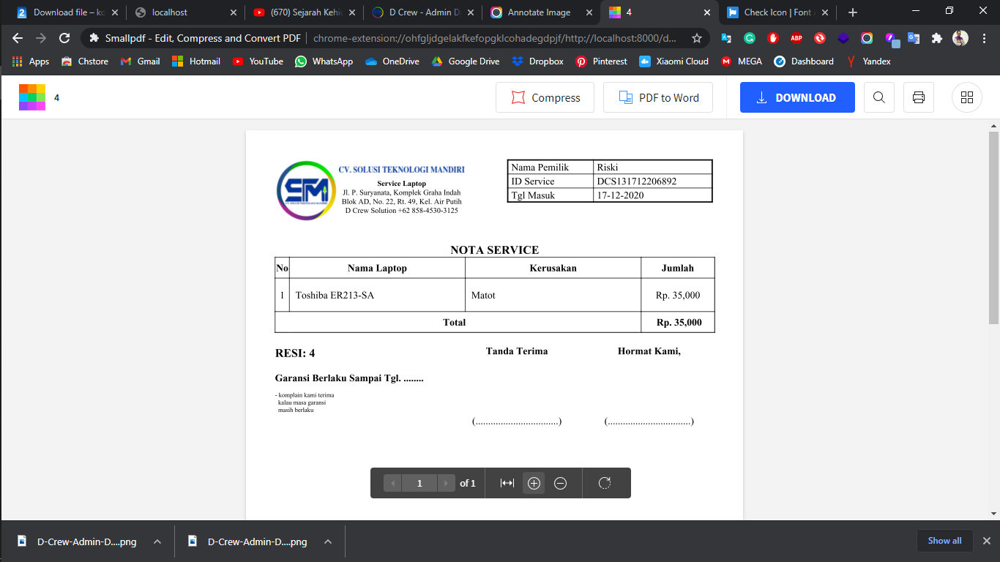 Download file – ko
localhost
(670) Sejarah Kehi
D Crew - Admin D
Annotate Image
4
Check Icon | Font A
Smallpdf - Edit, Compress and Convert PDF | chrome-extension://ohfgljdgelakfkefopgklcohadegdpjf/http://localhost:8000/d...
Apps
Chstore
Gmail
Hotmail
YouTube
WhatsApp
OneDrive
Google Drive
Dropbox
Pinterest
Xiaomi Cloud
MEGA
Dashboard
Yandex
4
Compress
PDF to Word
DOWNLOAD
STM
CV. SOLUSI TEKNOLOGI MANDIRI
CV. SOLUSI TEKNOLOGI MANDIRI
Service Laptop
Jl. P. Suryanata, Komplek Graha Indah
Blok AD, No. 22, Rt. 49, Kel. Air Putih
D Crew Solution +62 858-4530-3125
Nama Pemilik Riski
ID Service DCS131712206892
Tgl Masuk 17-12-2020
NOTA SERVICE
No Nama Laptop Kerusakan Jumlah
1 Toshiba ER213-SA Matot Rp. 35,000
Total Rp. 35,000
RESI: 4
Tanda Terima
Hormat Kami,
Garansi Berlaku Sampai Tgl. ........
- komplain kami terima
kalau masa garansi
masih berlaku
(.................................)
(.................................)
1 of 1
D-Crew-Admin-D....png
D-Crew-Admin-D....png
Show all